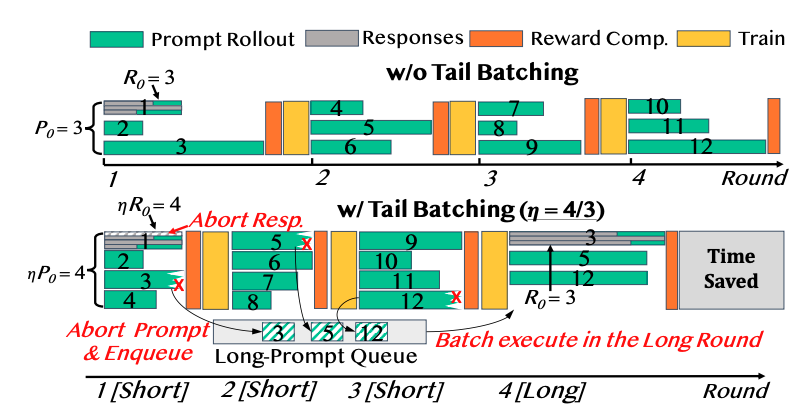 Prompt Rollout Responses Reward Comp. Train
w/o Tail Batching
R₀ = 3
P₀ = 3
1 4 7 10
2 5 8 11
3 6 9 12
1 2 3 4 Round
w/ Tail Batching (η = 4/3)
ηR₀ = 4
Abort Resp.
ηP₀ = 4
1 5 x 9 3
2 6 10 5
3 x 7 11 12
4 8 12 x
R₀ = 3
Time
Saved
Abort Prompt
& Enqueue
3 5 12
Long-Prompt Queue
Batch execute in the Long Round
1 [Short] 2 [Short] 3 [Short] 4 [Long] Round